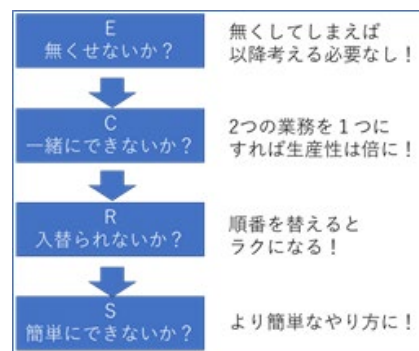 E
無くせないか？
無くしてしまえば
以降考える必要なし！
C
一緒にできないか？
2つの業務を１つに
すれば生産性は倍に！
R
入替られないか？
順番を替えると
ラクになる！
S
簡単にできないか？
より簡単なやり方に！